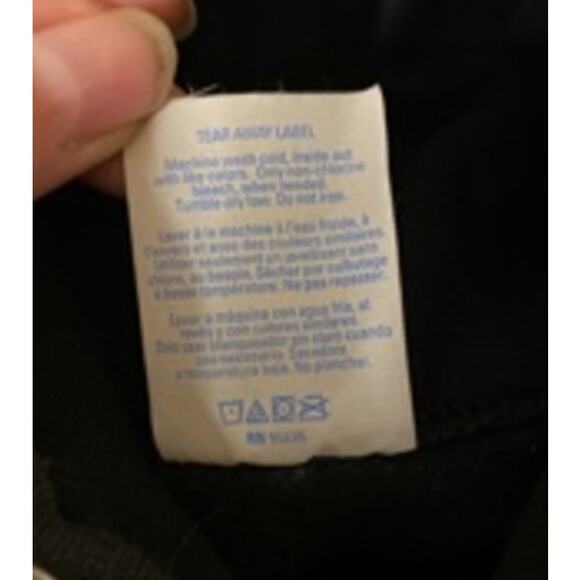 TEAR AWAY LABEL
Machine wash cold, inside out
with like colors. Only non-chlorine
bleach, when needed.
Tumble dry low. Do not iron.
Laver à la machine à l'eau froide, à
l'envers et avec des couleurs similaires.
Utiliser seulement un javellisant sans
chlore, au besoin. Sécher par culbutage
à basse température. Ne pas repasser.
Lavar a máquina con agua fría, al
revés y con colores similares.
Solo usar blanqueador sin cloro cuando
sea necesario. Secadora
a temperatura baja. No planchar.
RN